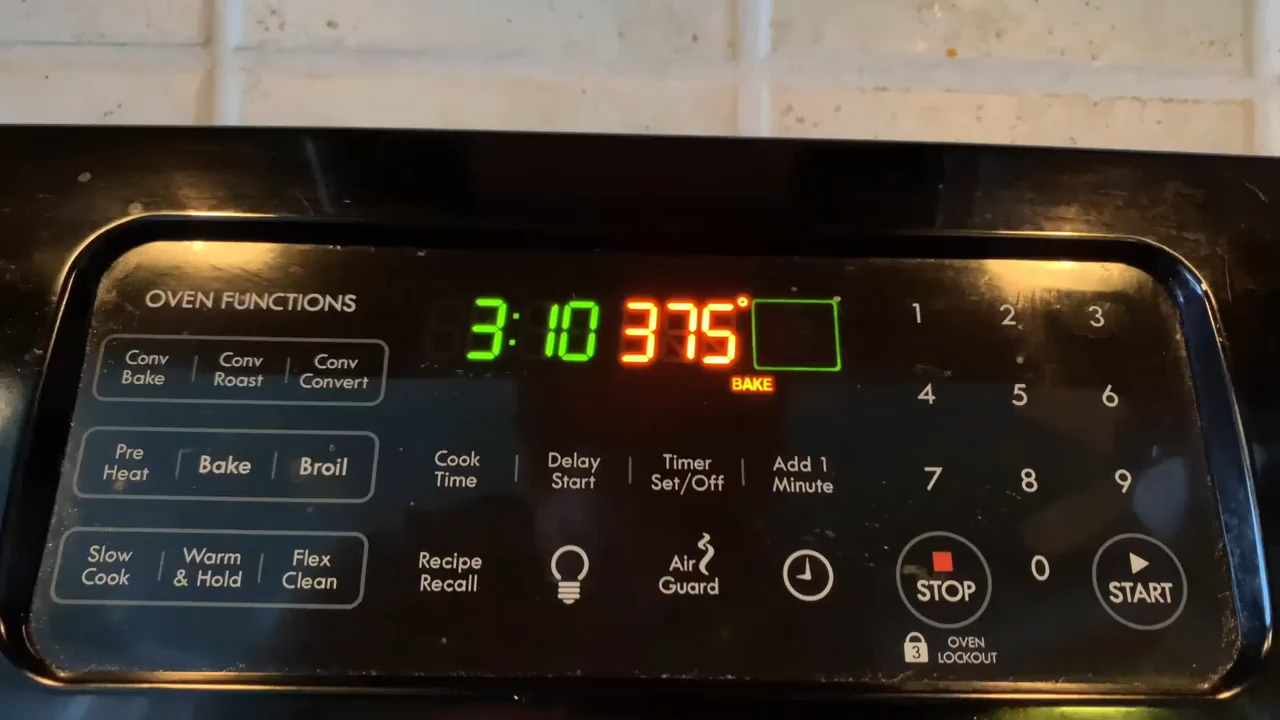 OVEN FUNCTIONS
3:10 375°
BAKE
Conv Bake
Conv Roast
Conv Convert
Pre Heat
Bake
Broil
Slow Cook
Warm & Hold
Flex Clean
Cook Time
Delay Start
Timer Set/Off
Add 1 Minute
Recipe Recall
Air Guard
1 2 3
4 5 6
7 8 9
0
STOP
START
3 OVEN LOCKOUT